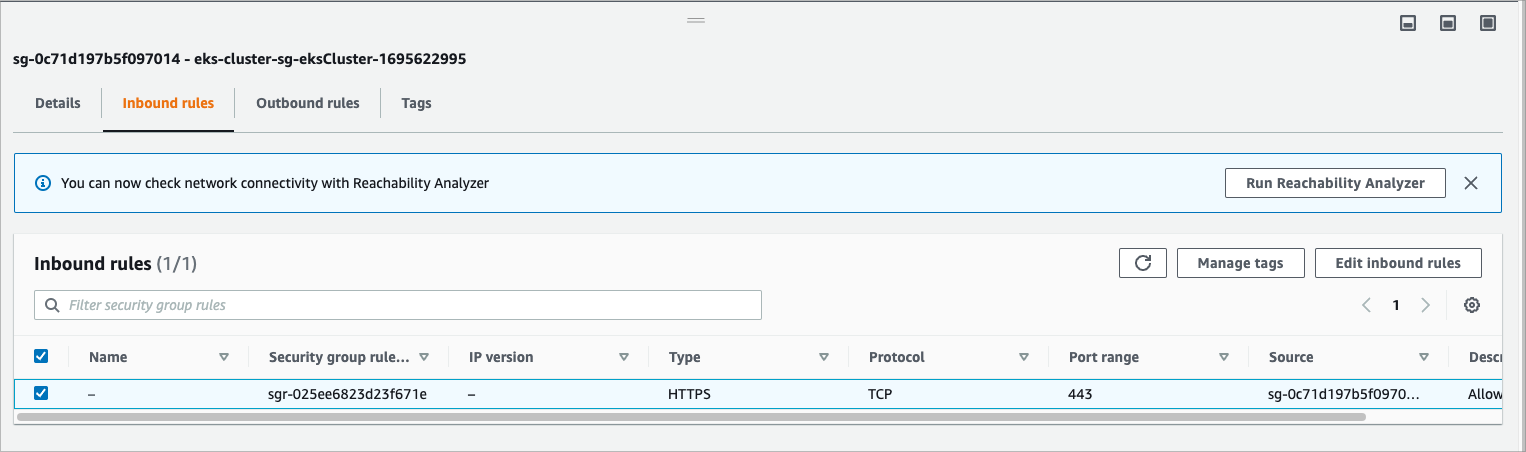 sg-0c71d197b5f097014 - eks-cluster-sg-eksCluster-1695622995
Details Inbound rules Outbound rules Tags
You can now check network connectivity with Reachability Analyzer Run Reachability Analyzer
Inbound rules (1/1) Manage tags Edit inbound rules
Filter security group rules 1
Name Security group rule... IP version Type Protocol Port range Source Descr
– sgr-025ee6823d23f671e – HTTPS TCP 443 sg-0c71d197b5f0970... Allow